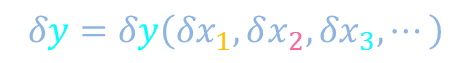 δy = δy(δx₁, δx₂, δx₃, ⋯ )